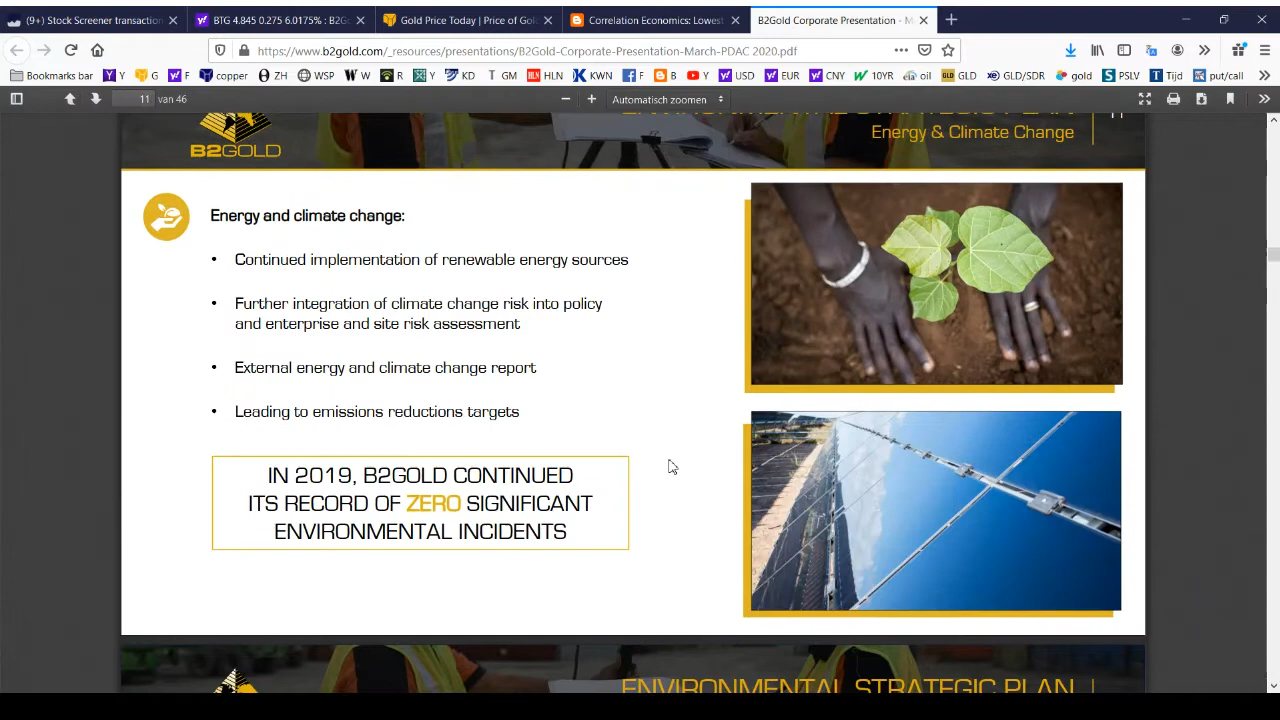 (9+) Stock Screener transaction
BTG 4.845 0.275 6.0175% : B2G
Gold Price Today | Price of Gol
Correlation Economics: Lowest
B2Gold Corporate Presentation - M
https://www.b2gold.com/_resources/presentations/B2Gold-Corporate-Presentation-March-PDAC 2020.pdf
Bookmarks bar Y G F copper ZH WSP W R Y KD GM HLN KWN F B Y USD EUR CNY 10YR oil GLD GLD/SDR gold PSLV Tijd put/call
11 van 46
Automatisch zoomen
Energy & Climate Change
B2GOLD
Energy and climate change:
• Continued implementation of renewable energy sources
• Further integration of climate change risk into policy
and enterprise and site risk assessment
• External energy and climate change report
• Leading to emissions reductions targets
IN 2019, B2GOLD CONTINUED
ITS RECORD OF ZERO SIGNIFICANT
ENVIRONMENTAL INCIDENTS
ENVIRONMENTAL STRATEGIC PLAN